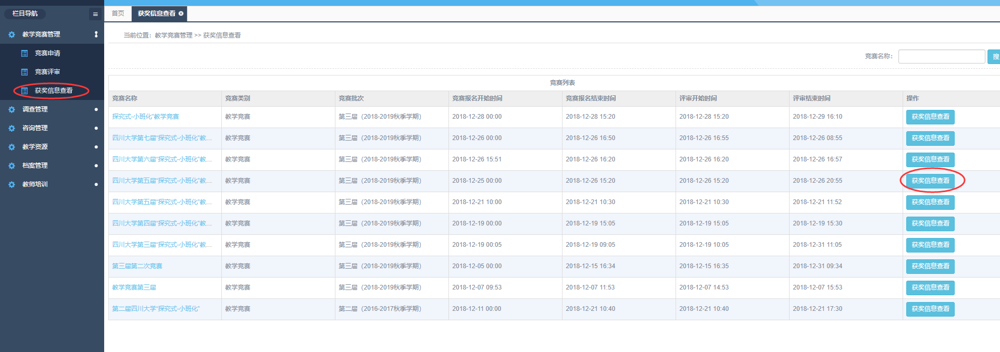 栏目导航
首页 获奖信息查看
教学竞赛管理
竞赛申请
竞赛评审
获奖信息查看
调查管理
咨询管理
教学资源
档案管理
教师培训
当前位置：教学竞赛管理 >> 获奖信息查看
竞赛名称： 搜
竞赛列表
竞赛名称 竞赛类别 竞赛批次 竞赛报名开始时间 竞赛报名结束时间 评审开始时间 评审结束时间 操作
探究式-小班化”教学竞赛 教学竞赛 第三届（2018-2019秋季学期） 2018-12-28 00:00 2018-12-28 15:20 2018-12-28 15:20 2018-12-29 16:10 获奖信息查看
四川大学第七届“探究式-小班化”教... 教学竞赛 第三届（2018-2019秋季学期） 2018-12-26 00:00 2018-12-26 16:50 2018-12-26 16:55 2018-12-26 08:55 获奖信息查看
四川大学第六届“探究式-小班化”教... 教学竞赛 第三届（2018-2019秋季学期） 2018-12-26 15:51 2018-12-26 16:20 2018-12-26 16:20 2018-12-26 16:57 获奖信息查看
四川大学第五届“探究式-小班化”教... 教学竞赛 第三届（2018-2019秋季学期） 2018-12-25 00:00 2018-12-26 15:20 2018-12-26 15:20 2018-12-26 20:55 获奖信息查看
四川大学第五届“探究式-小班化”教... 教学竞赛 第三届（2018-2019秋季学期） 2018-12-21 10:00 2018-12-21 10:30 2018-12-21 10:30 2018-12-21 11:52 获奖信息查看
四川大学第四届“探究式-小班化”教... 教学竞赛 第三届（2018-2019秋季学期） 2018-12-19 00:00 2018-12-19 15:05 2018-12-19 15:05 2018-12-19 15:30 获奖信息查看
四川大学第三届“探究式-小班化”教... 教学竞赛 第三届（2018-2019秋季学期） 2018-12-19 00:05 2018-12-19 09:05 2018-12-19 10:05 2018-12-31 11:05 获奖信息查看
第三届第二次竞赛 教学竞赛 第三届（2018-2019秋季学期） 2018-12-05 00:00 2018-12-15 16:34 2018-12-15 16:35 2018-12-31 09:34 获奖信息查看
教学竞赛第三届 教学竞赛 第三届（2018-2019秋季学期） 2018-12-07 09:53 2018-12-07 11:53 2018-12-07 14:53 2018-12-07 15:53 获奖信息查看
第二届四川大学“探究式-小班化” 教学竞赛 第二届（2016-2017秋季学期） 2018-12-11 00:00 2018-12-21 10:40 2018-12-21 10:40 2018-12-21 17:30 获奖信息查看